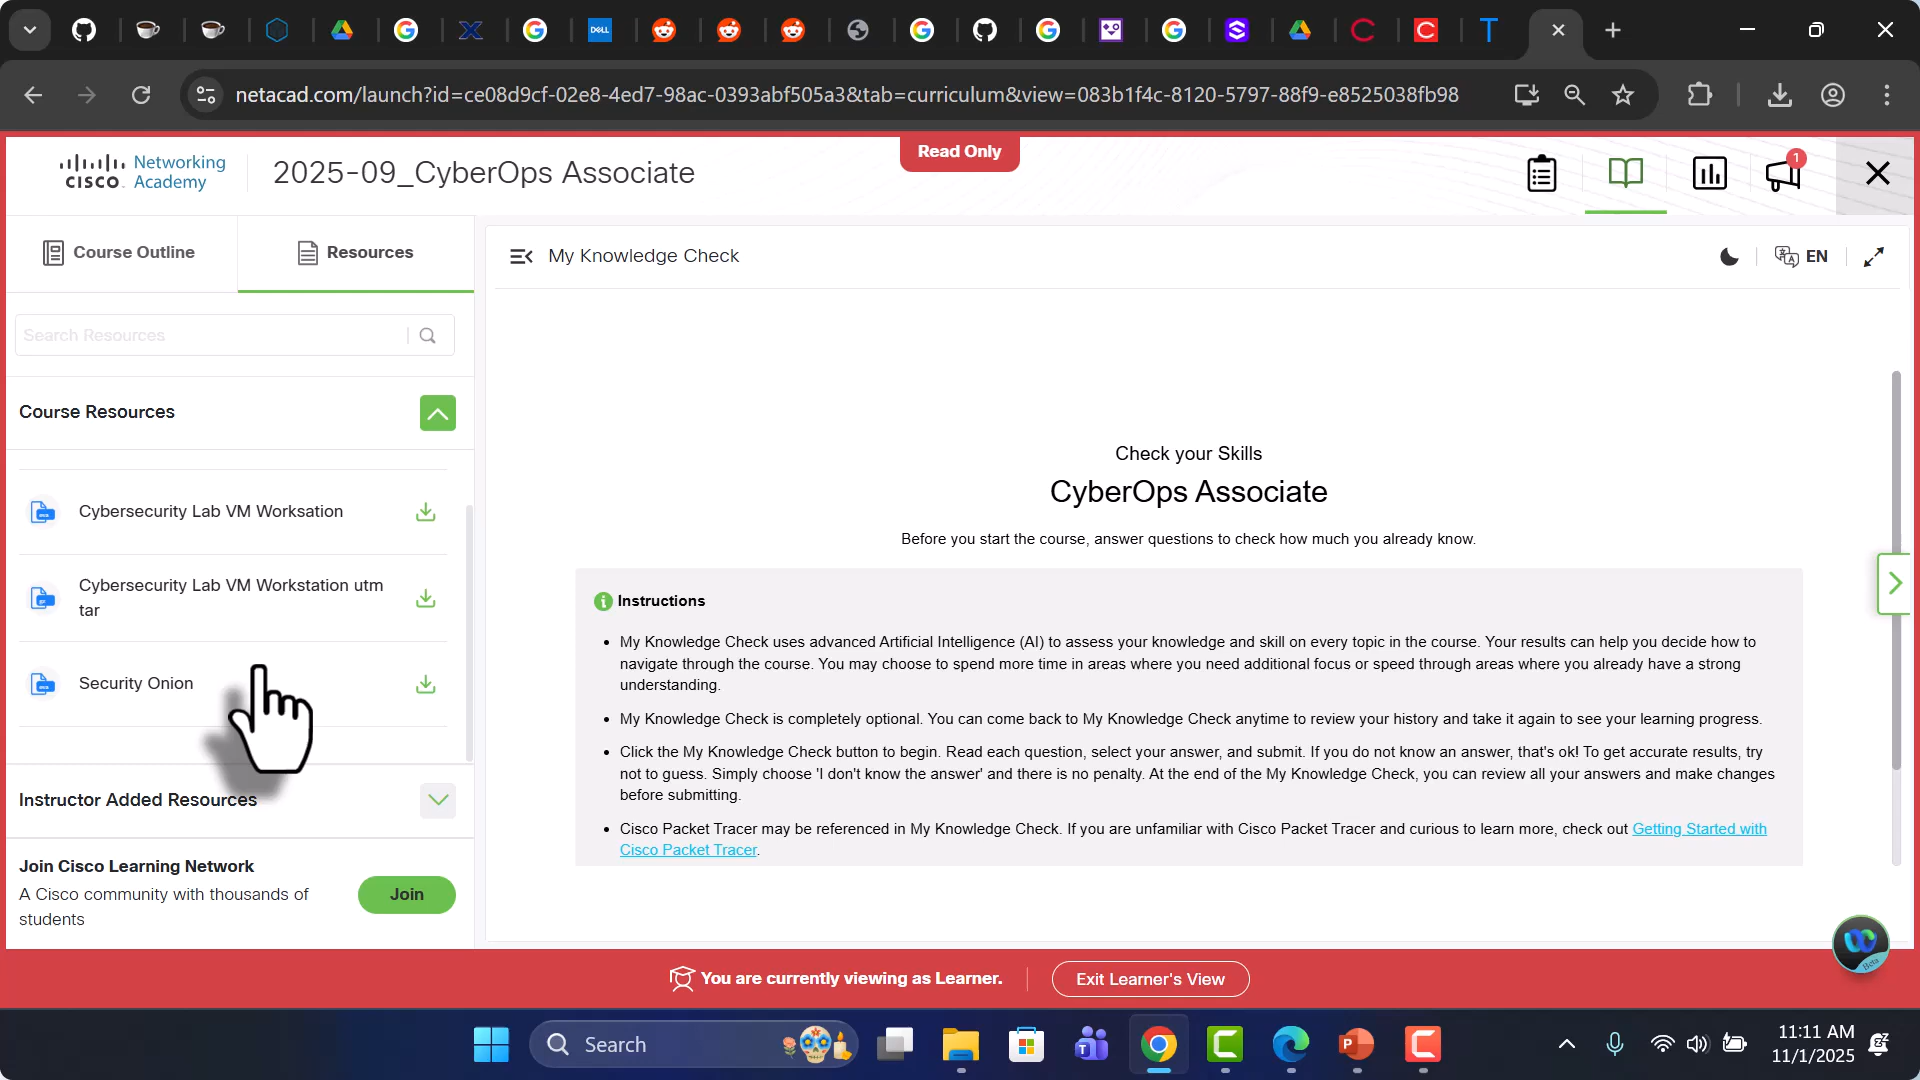 DELL
netacad.com/launch?id=ce08d9cf-02e8-4ed7-98ac-0393abf505a3&tab=curriculum&view=083b1f4c-8120-5797-88f9-e8525038fb98
CISCO Networking Academy
2025-09_CyberOps Associate
Read Only
1
Course Outline
Resources
My Knowledge Check
EN
Search Resources
Course Resources
Cybersecurity Lab VM Worksation
Cybersecurity Lab VM Workstation utm
tar
Security Onion
Instructor Added Resources
Join Cisco Learning Network
A Cisco community with thousands of
students
Join
Check your Skills
CyberOps Associate
Before you start the course, answer questions to check how much you already know.
Instructions
• My Knowledge Check uses advanced Artificial Intelligence (AI) to assess your knowledge and skill on every topic in the course. Your results can help you decide how to
navigate through the course. You may choose to spend more time in areas where you need additional focus or speed through areas where you already have a strong
understanding.
• My Knowledge Check is completely optional. You can come back to My Knowledge Check anytime to review your history and take it again to see your learning progress.
• Click the My Knowledge Check button to begin. Read each question, select your answer, and submit. If you do not know an answer, that's ok! To get accurate results, try
not to guess. Simply choose 'I don't know the answer' and there is no penalty. At the end of the My Knowledge Check, you can review all your answers and make changes
before submitting.
• Cisco Packet Tracer may be referenced in My Knowledge Check. If you are unfamiliar with Cisco Packet Tracer and curious to learn more, check out Getting Started with
Cisco Packet Tracer.
Beta
You are currently viewing as Learner.
Exit Learner's View
Search
11:11 AM
11/1/2025